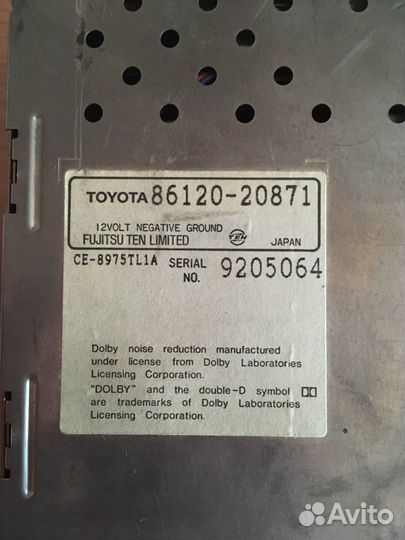 TOYOTA 86120-20871
12VOLT NEGATIVE GROUND
FUJITSU TEN LIMITED TEN JAPAN
CE-8975TL1A SERIAL NO. 9205064
Dolby noise reduction manufactured
under license from Dolby Laboratories
Licensing Corporation.
"DOLBY" and the double-D symbol
are trademarks of Dolby Laboratories
Licensing Corporation.
Avito